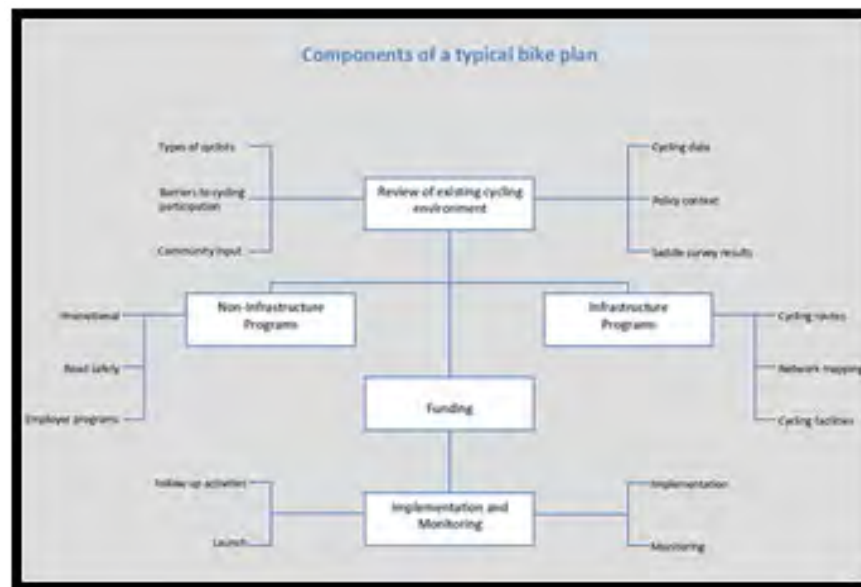 Components of a typical bike plan
Types of cyclists
Cycling data
Barriers to cycling
participation
Review of existing cycling
environment
Policy context
Community input
Saddle survey results
Promotional
Non-Infrastructure
Programs
Infrastructure
Programs
Cycling routes
Road safety
Network mapping
Employer programs
Funding
Cycling facilities
Follow up activities
Implementation and
Monitoring
Implementation
Launch
Monitoring